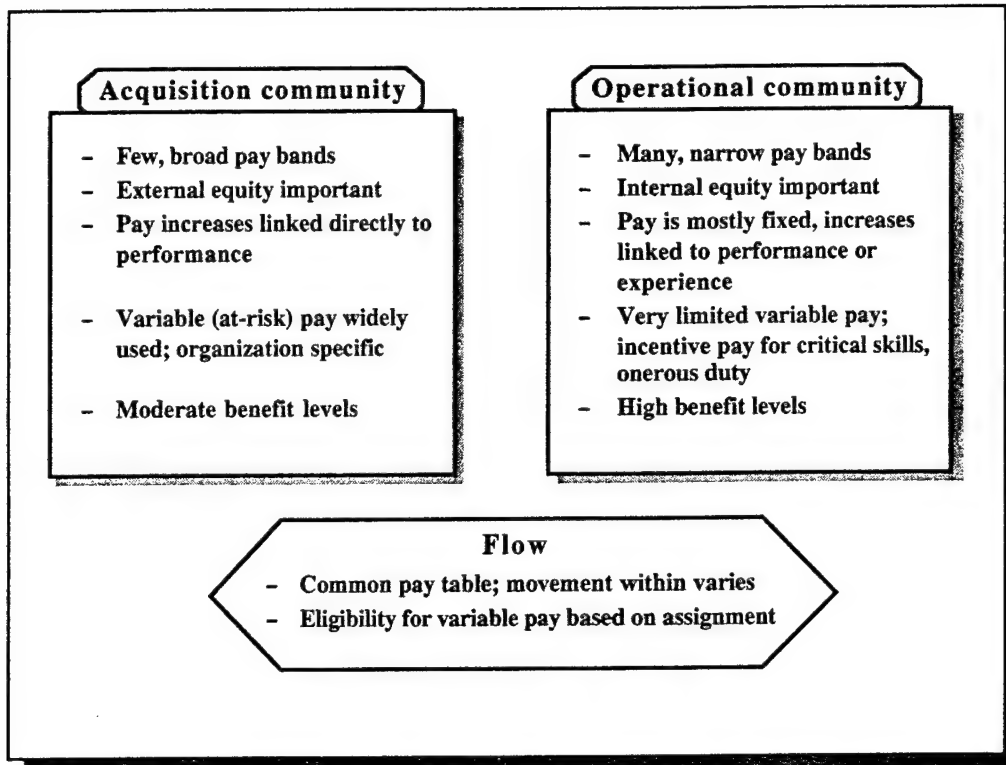 Acquisition community
– Few, broad pay bands
– External equity important
– Pay increases linked directly to
performance
– Variable (at-risk) pay widely
used; organization specific
– Moderate benefit levels
Operational community
– Many, narrow pay bands
– Internal equity important
– Pay is mostly fixed, increases
linked to performance or
experience
– Very limited variable pay;
incentive pay for critical skills,
onerous duty
– High benefit levels
Flow
– Common pay table; movement within varies
– Eligibility for variable pay based on assignment